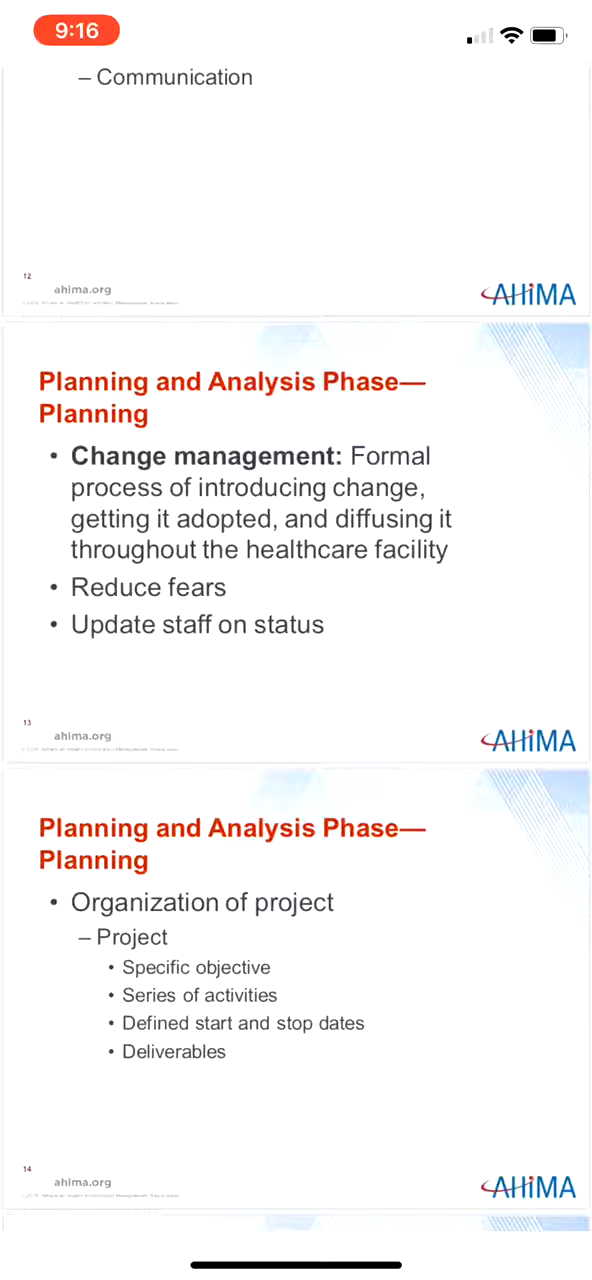 9:16
– Communication
12
ahima.org
AHIMA
Planning and Analysis Phase—
Planning
• Change management: Formal
process of introducing change,
getting it adopted, and diffusing it
throughout the healthcare facility
• Reduce fears
• Update staff on status
13
ahima.org
AHIMA
Planning and Analysis Phase—
Planning
• Organization of project
– Project
• Specific objective
• Series of activities
• Defined start and stop dates
• Deliverables
14
ahima.org
AHIMA